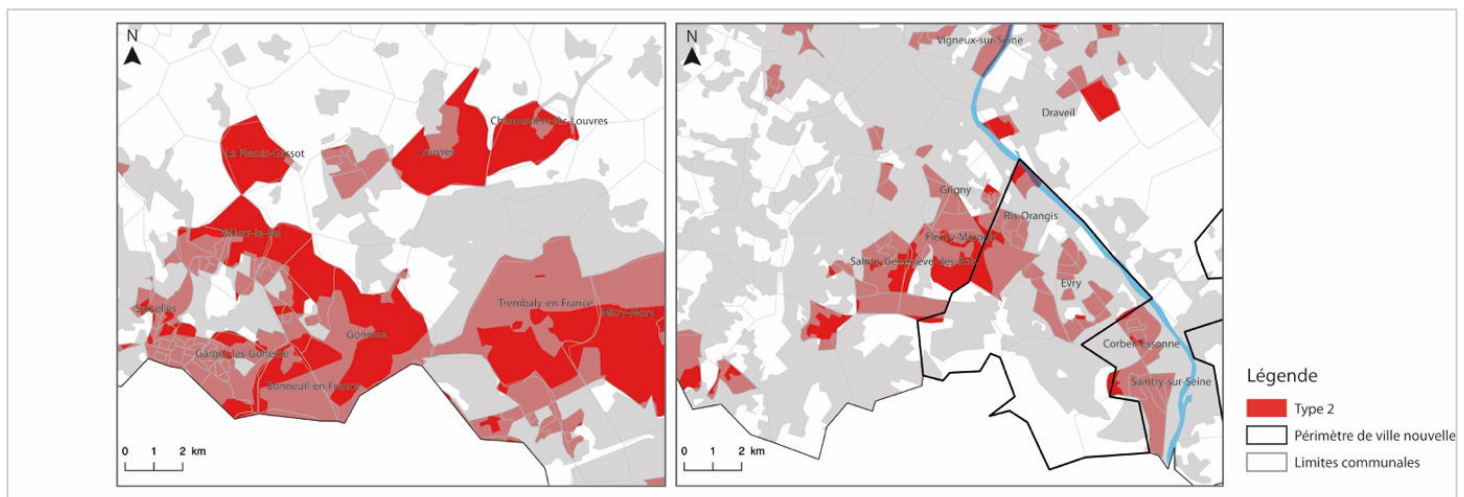 N
Le Plessis-Gassot
Louvres
Chennevières-lès-Louvres
Villiers-le-Bel
Sarcelles
Trembaly en France
Mitry-Mory
Gonesse
Garges-lès-Gonesse
Bonneuil-en-France
0 1 2 km
N
Vigneux-sur-Seine
Draveil
Grigny
Ris-Orangis
Fleury-Mérogis
Sainte-Geneviève-des-Bois
Evry
Corbeil-Essonne
Saintry-sur-Seine
0 1 2 km
Légende
Type 2
Périmètre de ville nouvelle
Limites communales